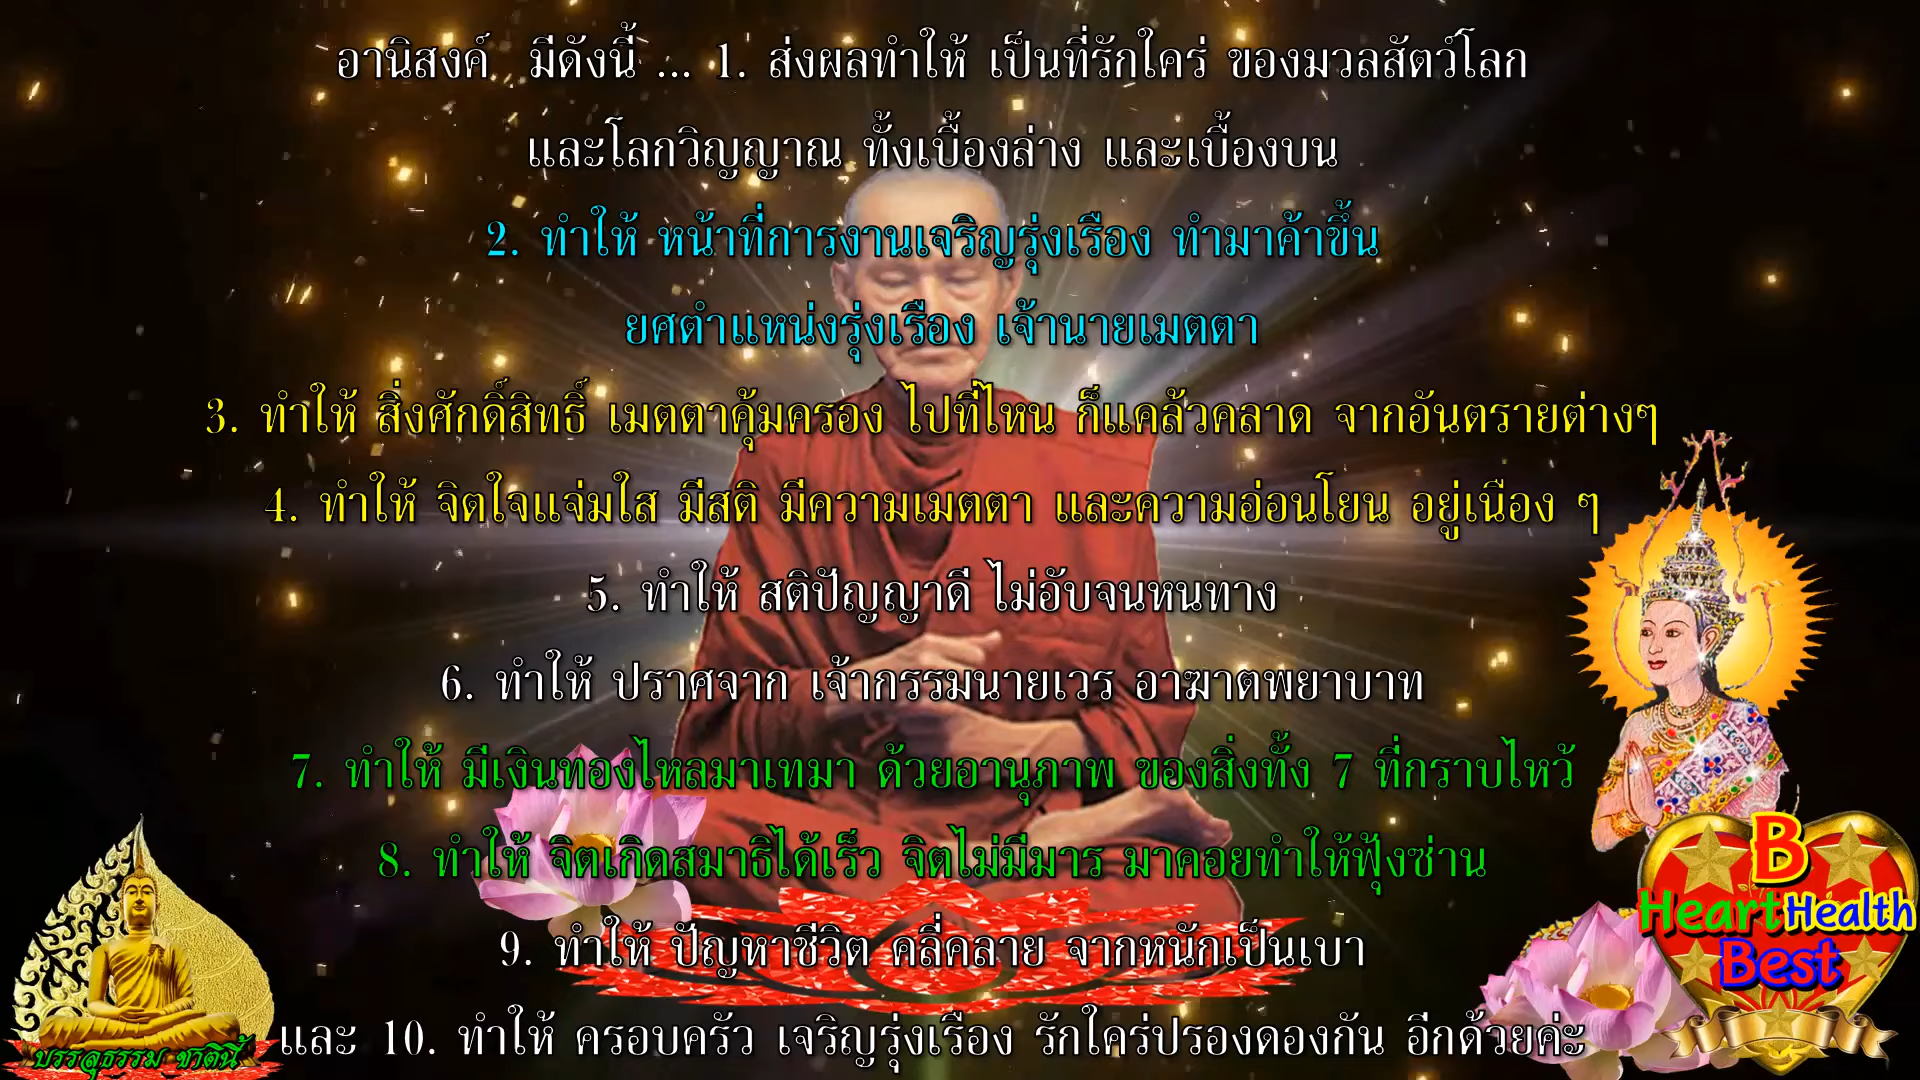 อานิสงค์  มีดังนี้ ... 1. ส่งผลทำให้ เป็นที่รักใคร่ ของมวลสัตว์โลก
และโลกวิญญาณ ทั้งเบื้องล่าง และเบื้องบน
2. ทำให้ หน้าที่การงานเจริญรุ่งเรือง ทำมาค้าขึ้น
ยศตำแหน่งรุ่งเรือง เจ้านายเมตตา
3. ทำให้ สิ่งศักดิ์สิทธิ์ เมตตาคุ้มครอง ไปที่ไหน ก็แคล้วคลาด จากอันตรายต่างๆ
4. ทำให้ จิตใจแจ่มใส มีสติ มีความเมตตา และความอ่อนโยน อยู่เนือง ๆ
5. ทำให้ สติปัญญาดี ไม่อับจนหนทาง
6. ทำให้ ปราศจาก เจ้ากรรมนายเวร อาฆาตพยาบาท
7. ทำให้ มีเงินทองไหลมาเทมา ด้วยอานุภาพ ของสิ่งทั้ง 7 ที่กราบไหว้
8. ทำให้ จิตเกิดสมาธิได้เร็ว จิตไม่มีมาร มาคอยทำให้ฟุ้งซ่าน
9. ทำให้ ปัญหาชีวิต คลี่คลาย จากหนักเป็นเบา
และ 10. ทำให้ ครอบครัว เจริญรุ่งเรือง รักใคร่ปรองดองกัน อีกด้วยค่ะ
บรรลุธรรม ชาตินี้
B
Heart Health
Best